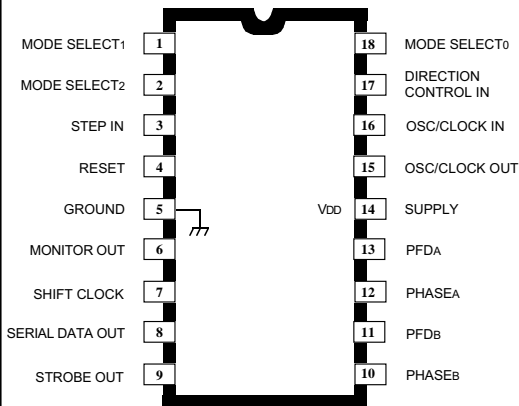 MODE SELECT1 1
MODE SELECT2 2
STEP IN 3
RESET 4
GROUND 5
MONITOR OUT 6
SHIFT CLOCK 7
SERIAL DATA OUT 8
STROBE OUT 9
18 MODE SELECT0
17 DIRECTION
CONTROL IN
16 OSC/CLOCK IN
15 OSC/CLOCK OUT
VDD 14 SUPPLY
13 PFDA
12 PHASEA
11 PFDB
10 PHASEB